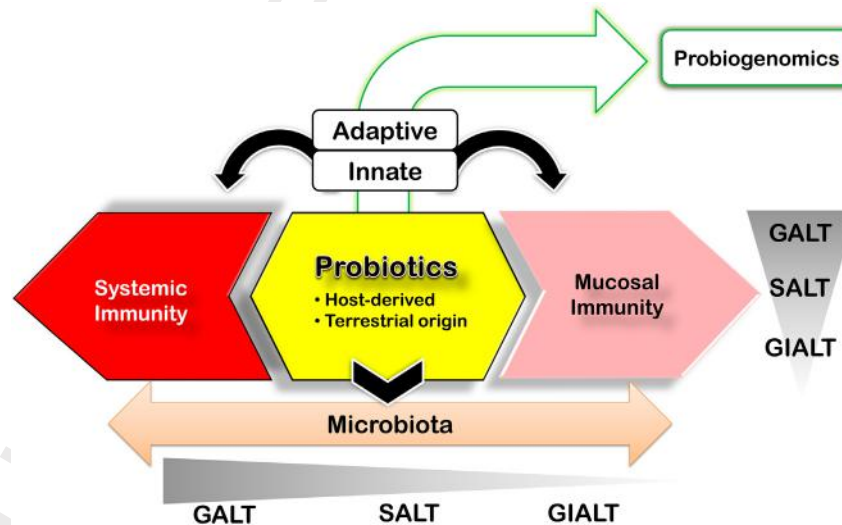 Probiogenomics
Adaptive
Innate
Systemic
Immunity
Probiotics
• Host-derived
• Terrestrial origin
Mucosal
Immunity
GALT
SALT
GIALT
Microbiota
GALT SALT GIALT